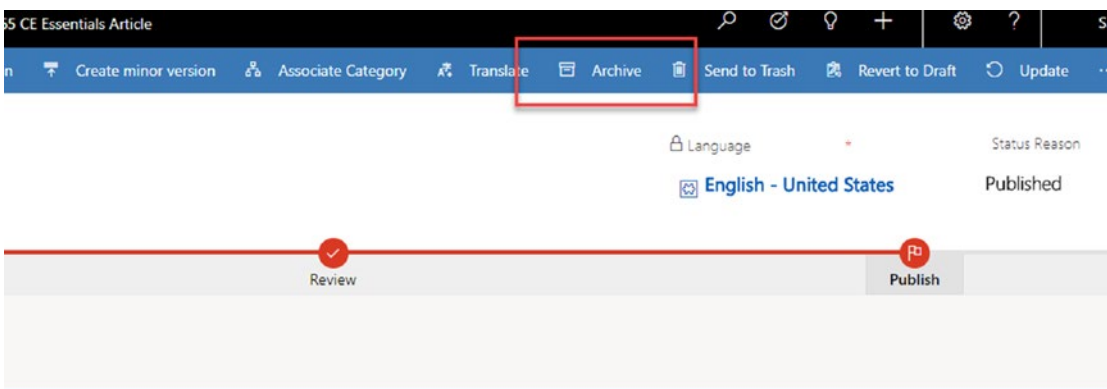 65 CE Essentials Article ? S
n Create minor version Associate Category Translate Archive Send to Trash Revert to Draft Update ...
Language * Status Reason
English - United States Published
Review Publish